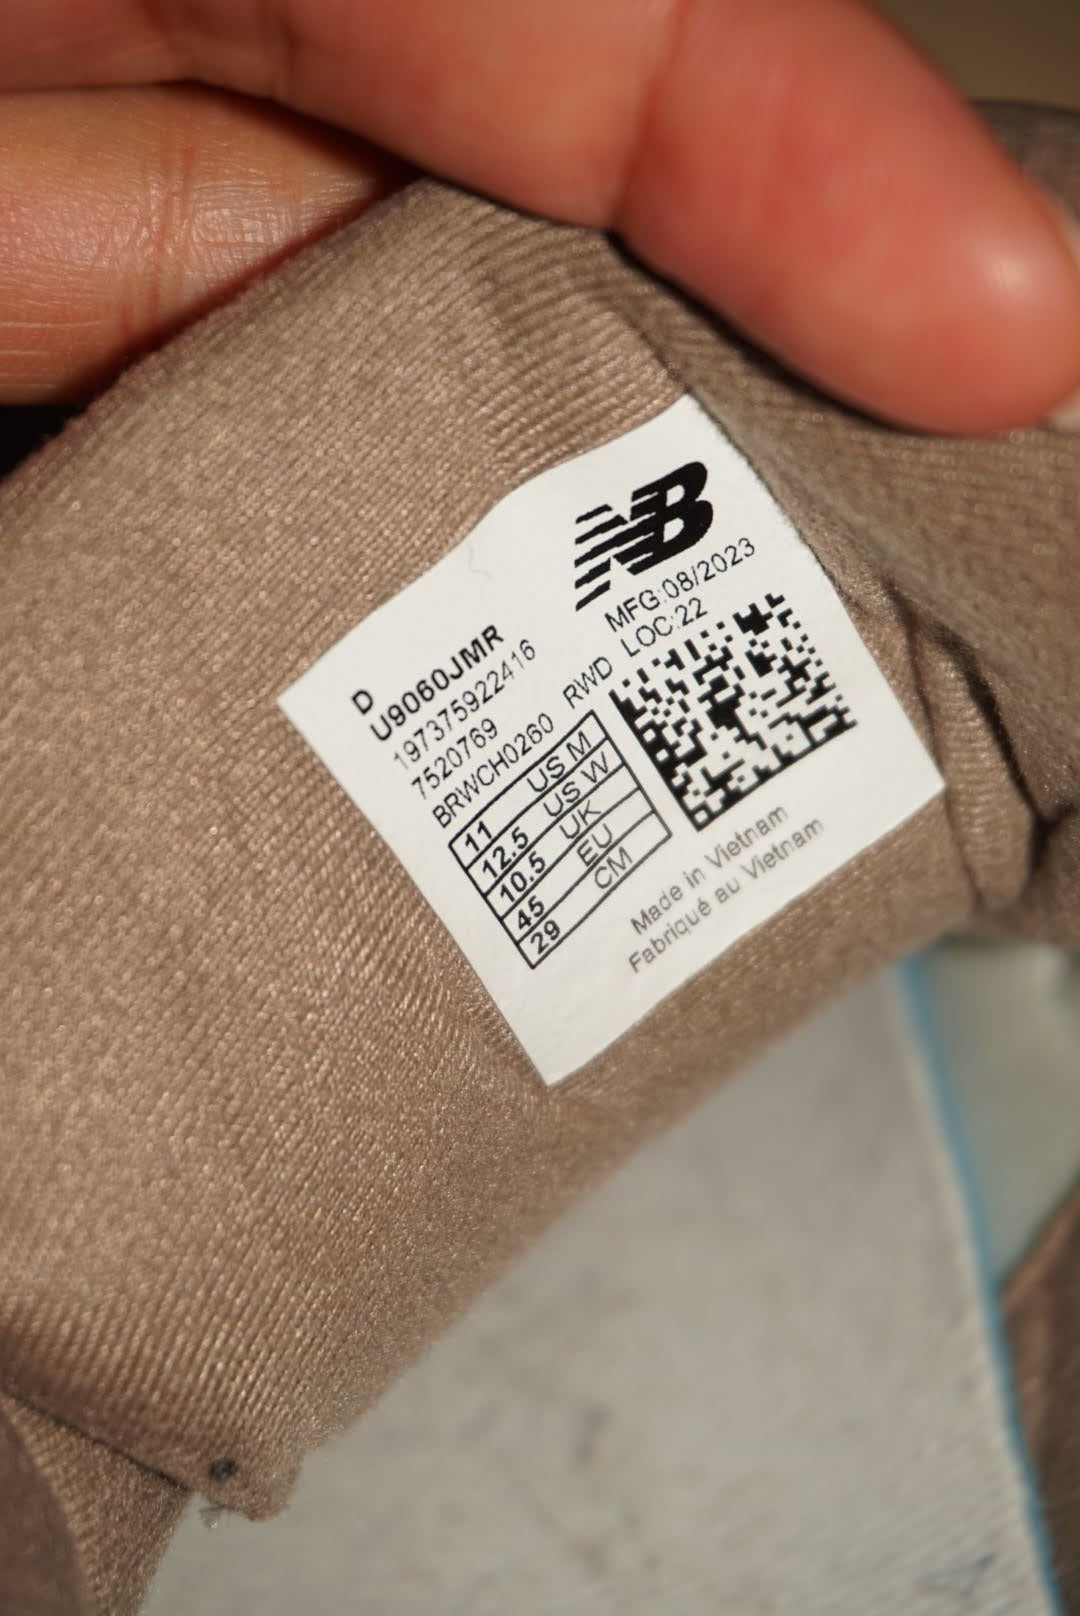 NB
MFG:08/2023
LOC:22
D
U9060JMR
197375922416
7520769
BRWCH0260 RWD
11 US M
12.5 US W
10.5 UK
45 EU
29 CM
Made in Vietnam
Fabriqué au Vietnam